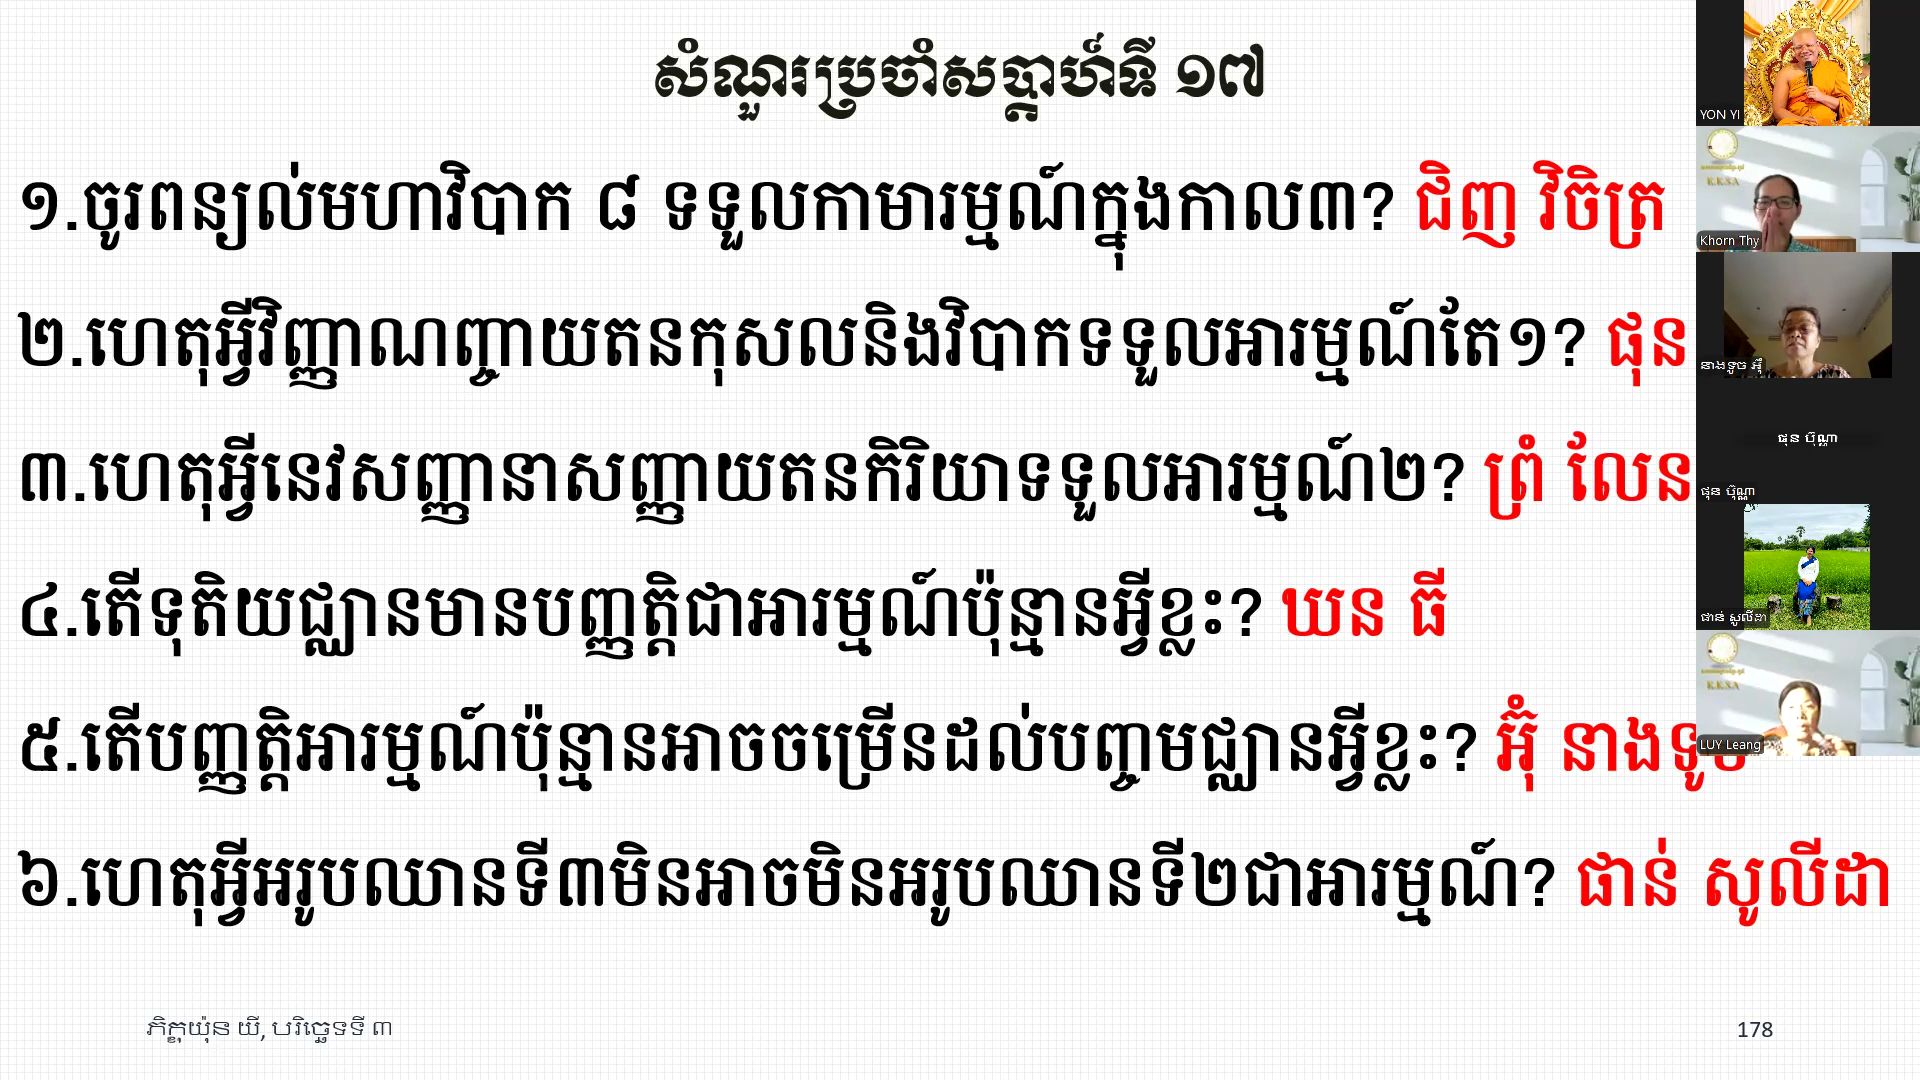 សំណួរប្រចាំសប្តាហ៍ទី ១៧
១.ចូរពន្យល់មហាវិបាក ៨ ទទួលកាមារម្មណ៍ក្នុងកាល៣? ជិញ វិចិត្រ
២.ហេតុអ្វីវិញ្ញាណញ្ចាយតនកុសលនិងវិបាកទទួលអារម្មណ៍តែ១? ផុន
៣.ហេតុអ្វីនេវសញ្ញានាសញ្ញាយតនកិរិយាទទួលអារម្មណ៍២? ព្រំ លែន
៤.តើទុតិយជ្ឈានមានបញ្ញត្តិជាអារម្មណ៍ប៉ុន្មានអ្វីខ្លះ? ឃន ធី
៥.តើបញ្ញត្តិអារម្មណ៍ប៉ុន្មានអាចចម្រើនដល់បញ្ចមជ្ឈានអ្វីខ្លះ? អ៊ុំ នាងទូច
៦.ហេតុអ្វីអរូបឈានទី៣មិនអាចមិនអរូបឈានទី២ជាអារម្មណ៍? ផាន់ សូលីដា
ភិក្ខុយ៉ុន យី, បរិច្ឆេទទី ៣
178
YON YI
Khorn Thy
K.K.S.A
នាងទូច អ៊ុំ
ផុន ប៊ុណ្ណា
ផុន ប៊ុណ្ណា
ផាន់ សូលីដា
K.K.S.A
LUY Leang